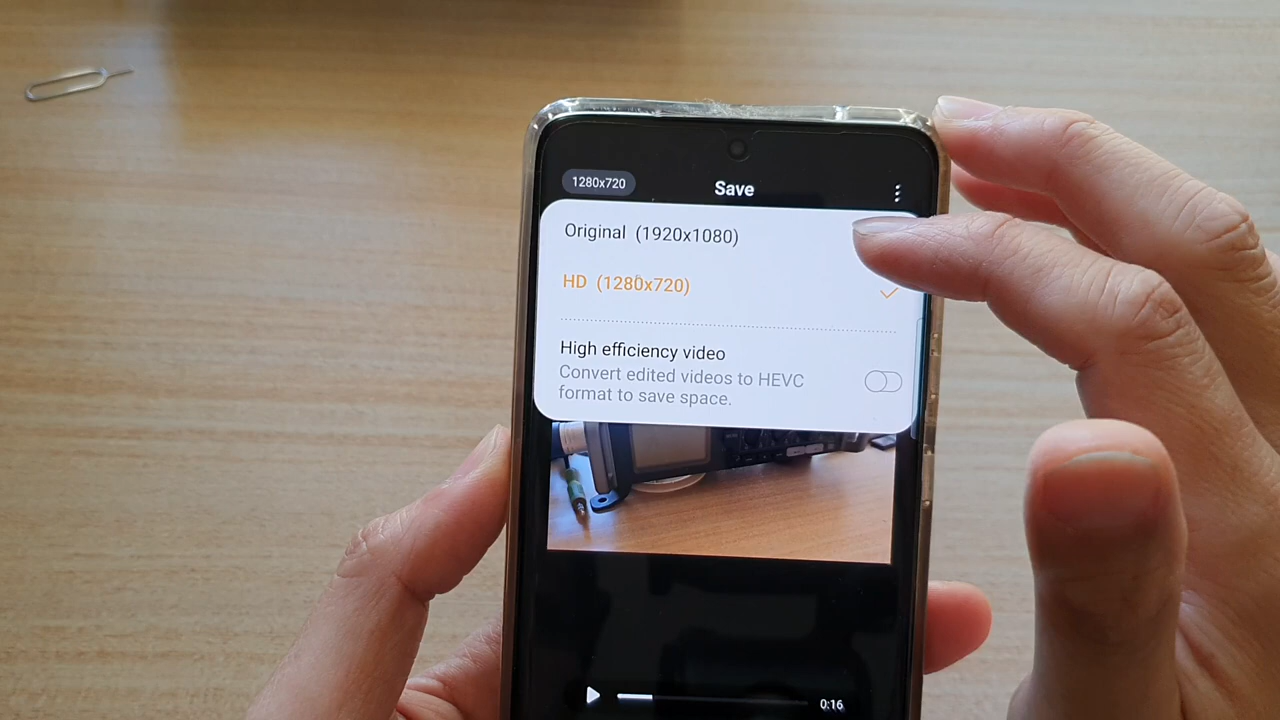 1280x720
Save
Original (1920x1080)
HD (1280x720)
High efficiency video
Convert edited videos to HEVC
format to save space.
0:16